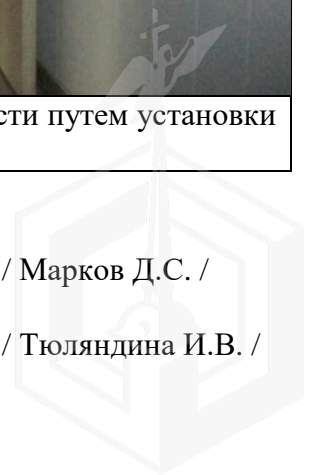 сти путем установки
/ Марков Д.С. /
/ Тюляндина И.В. /